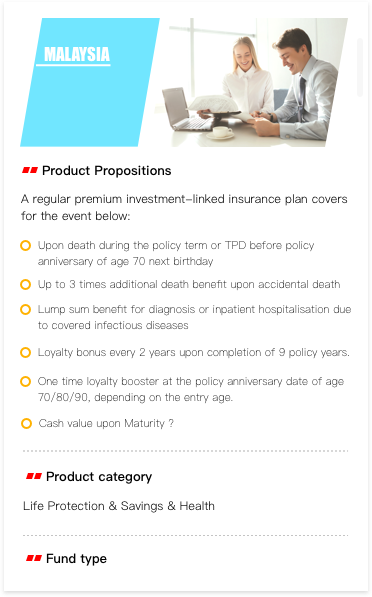 MALAYSIA
Product Propositions
A regular premium investment-linked insurance plan covers
for the event below:
Upon death during the policy term or TPD before policy
anniversary of age 70 next birthday
Up to 3 times additional death benefit upon accidental death
Lump sum benefit for diagnosis or inpatient hospitalisation due
to covered infectious diseases
Loyalty bonus every 2 years upon completion of 9 policy years.
One time loyalty booster at the policy anniversary date of age
70/80/90, depending on the entry age.
Cash value upon Maturity ?
Product category
Life Protection & Savings & Health
Fund type